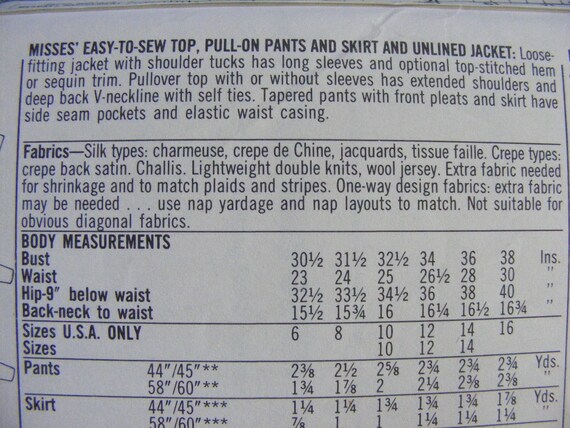 MISSES' EASY-TO-SEW TOP, PULL-ON PANTS AND SKIRT AND UNLINED JACKET: Loose-
fitting jacket with shoulder tucks has long sleeves and optional top-stitched hem
or sequin trim. Pullover top with or without sleeves has extended shoulders and
deep back V-neckline with self ties. Tapered pants with front pleats and skirt have
side seam pockets and elastic waist casing.
Fabrics—Silk types: charmeuse, crepe de Chine, jacquards, tissue faille. Crepe types:
crepe back satin. Challis. Lightweight double knits, wool jersey. Extra fabric needed
for shrinkage and to match plaids and stripes. One-way design fabrics: extra fabric
may be needed . . . use nap yardage and nap layouts to match. Not suitable for
obvious diagonal fabrics.
BODY MEASUREMENTS
Bust 30½ 31½ 32½ 34 36 38 Ins.
Waist 23 24 25 26½ 28 30 "
Hip-9" below waist 32½ 33½ 34½ 36 38 40 "
Back-neck to waist 15½ 15¾ 16 16¼ 16½ 16¾ "
Sizes U.S.A. ONLY 6 8 10 12 14 16
Sizes 10 12 14
Pants 44"/45"** 2⅜ 2½ 2⅝ 2¾ 2¾ 2¾ Yds.
58"/60"** 1¾ 1⅞ 2 2¼ 2⅜ 2⅜ "
Skirt 44"/45"*** 1¼ 1¼ 1¾ 1¾ 1¾ 1⅞ Yds.
58"/60"*** ⅞ 1 1 1¼ 1¼ 1¼ "